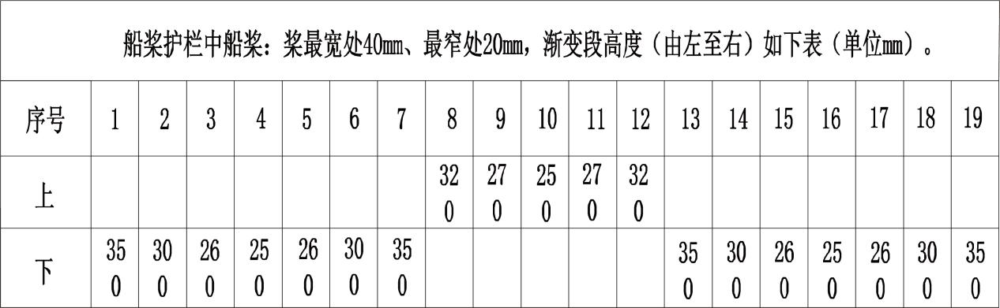 船桨护栏中船桨：桨最宽处40mm、最窄处20mm，渐变段高度（由左至右）如下表（单位mm）。
序号 1 2 3 4 5 6 7 8 9 10 11 12 13 14 15 16 17 18 19
上 320 270 250 270 320
下 350 300 260 250 260 300 350 350 300 260 250 260 300 350